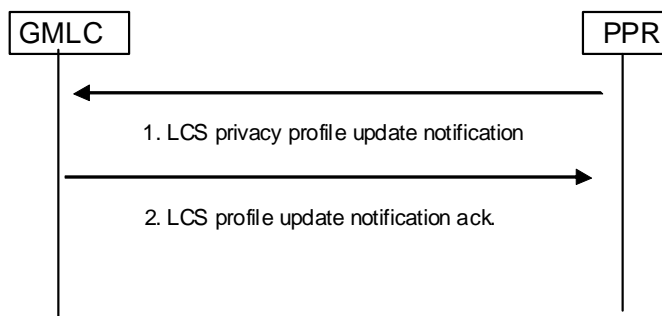 GMLC
PPR
1. LCS privacy profile update notification
2. LCS profile update notification ack.